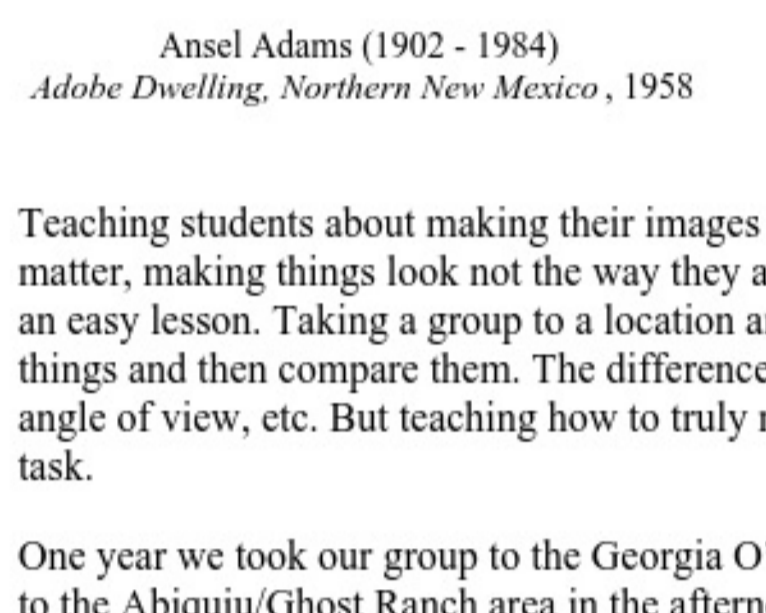 Ansel Adams (1902 - 1984)
Adobe Dwelling, Northern New Mexico , 1958
Teaching students about making their images
matter, making things look not the way they
an easy lesson. Taking a group to a location
things and then compare them. The difference
angle of view, etc. But teaching how to truly
task.
One year we took our group to the Georgia
to the Abiquiu/Ghost Ranch area in the